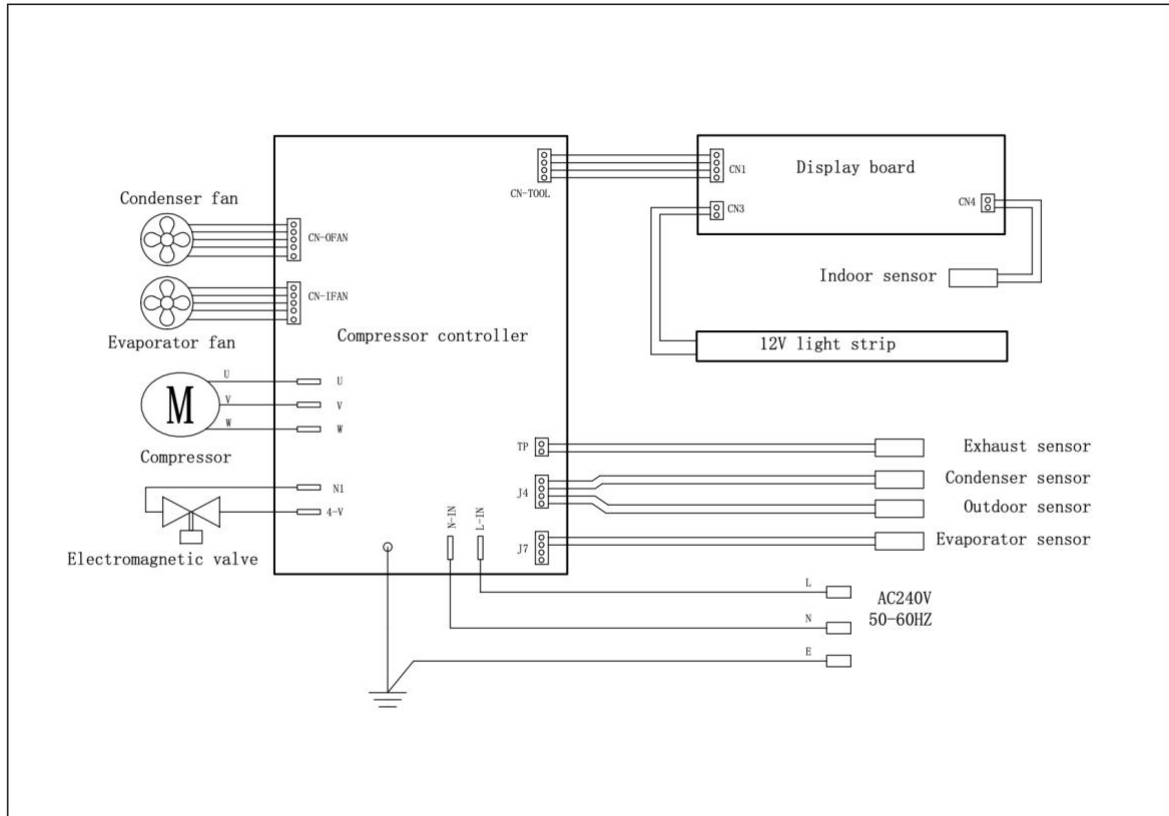 Condenser fan
CN-OFAN
CN-TOOL
CN1
Display board
CN3
CN4
Indoor sensor
Evaporator fan
CN-IFAN
Compressor controller
12V light strip
M
U
V
W
U
V
W
Compressor
N1
4-V
Electromagnetic valve
N-IN
L-IN
TP
J4
J7
Exhaust sensor
Condenser sensor
Outdoor sensor
Evaporator sensor
L
N
E
AC240V
50-60HZ